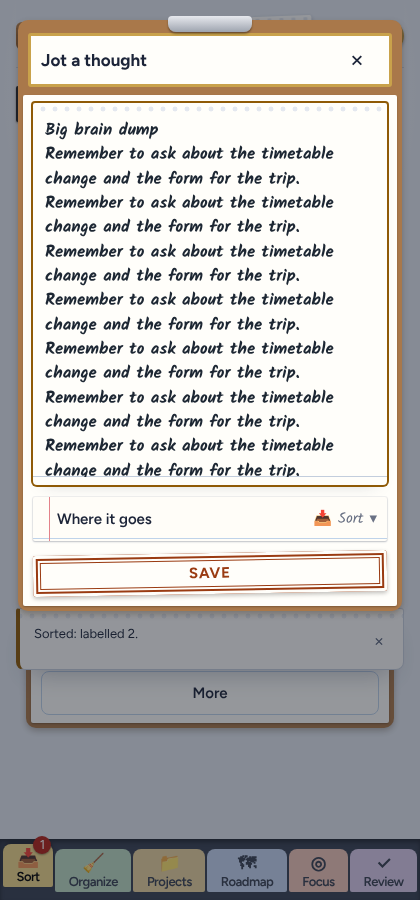 Jot a thought ×
Big brain dump
Remember to ask about the timetable
change and the form for the trip.
Remember to ask about the timetable
change and the form for the trip.
Remember to ask about the timetable
change and the form for the trip.
Remember to ask about the timetable
change and the form for the trip.
Remember to ask about the timetable
change and the form for the trip.
Remember to ask about the timetable
change and the form for the trip.
Remember to ask about the timetable
change and the form for the trip.
Where it goes Sort ▾
SAVE
Sorted: labelled 2. ×
More
1
Sort Organize Projects Roadmap Focus Review